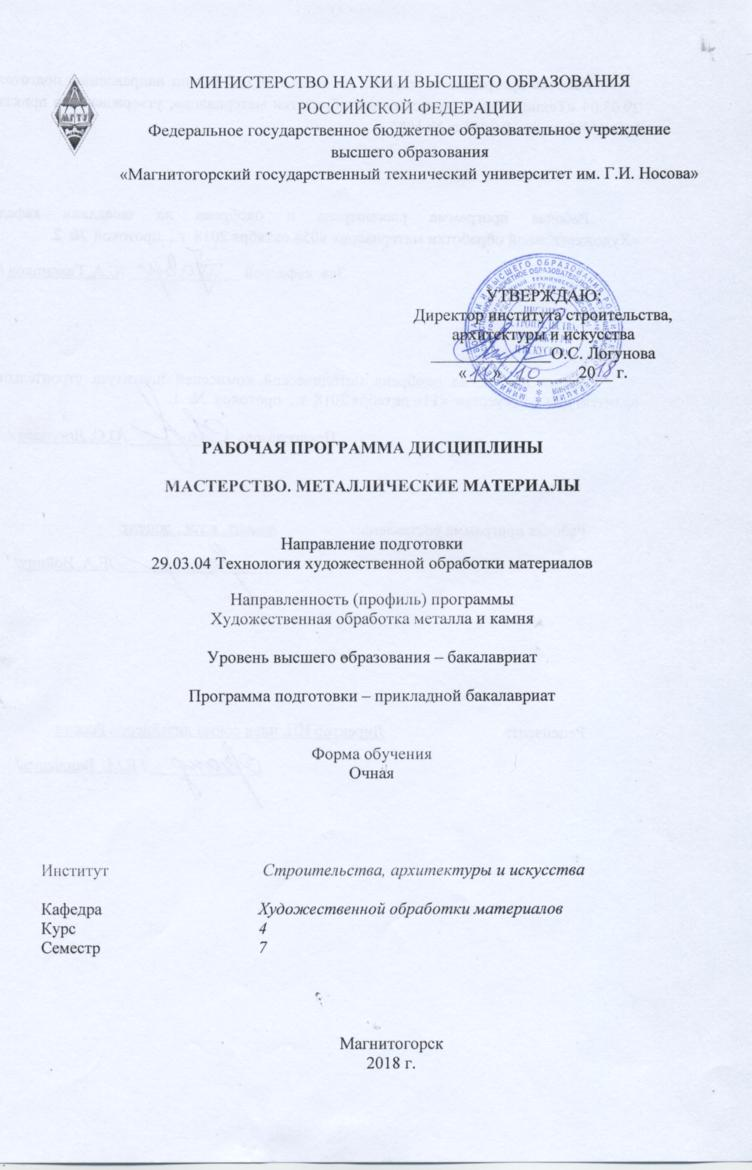 МГТУ
МИНИСТЕРСТВО НАУКИ И ВЫСШЕГО ОБРАЗОВАНИЯ
РОССИЙСКОЙ ФЕДЕРАЦИИ
Федеральное государственное бюджетное образовательное учреждение
высшего образования
«Магнитогорский государственный технический университет им. Г.И. Носова»
УТВЕРЖДАЮ:
Директор института строительства,
архитектуры и искусства
О.С. Логунова
10 2018 г.
РАБОЧАЯ ПРОГРАММА ДИСЦИПЛИНЫ
МАСТЕРСТВО. МЕТАЛЛИЧЕСКИЕ МАТЕРИАЛЫ
Направление подготовки
29.03.04 Технология художественной обработки материалов
Направленность (профиль) программы
Художественная обработка металла и камня
Уровень высшего образования – бакалавриат
Программа подготовки – прикладной бакалавриат
Форма обучения
Очная
Институт Строительства, архитектуры и искусства
Кафедра Художественной обработки материалов
Курс 4
Семестр 7
Магнитогорск
2018 г.